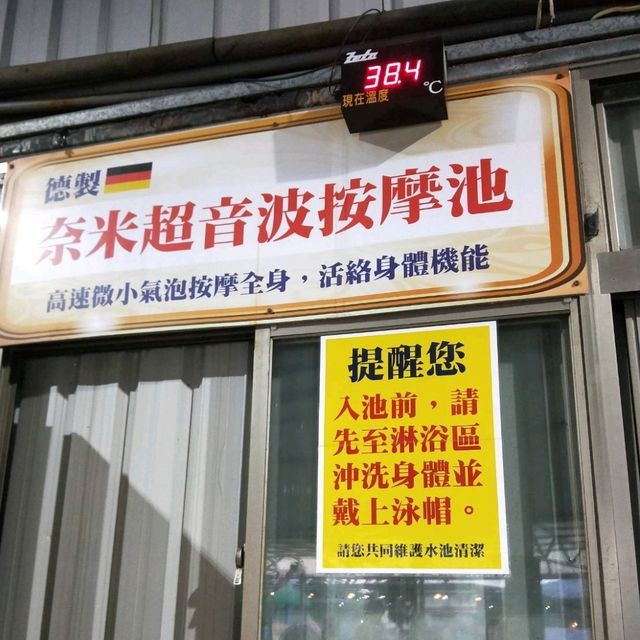 38.4 ℃
現在溫度
德製
奈米超音波按摩池
高速微小氣泡按摩全身，活絡身體機能
提醒您
入池前，請
先至淋浴區
沖洗身體並
戴上泳帽。
請您共同維護水池清潔